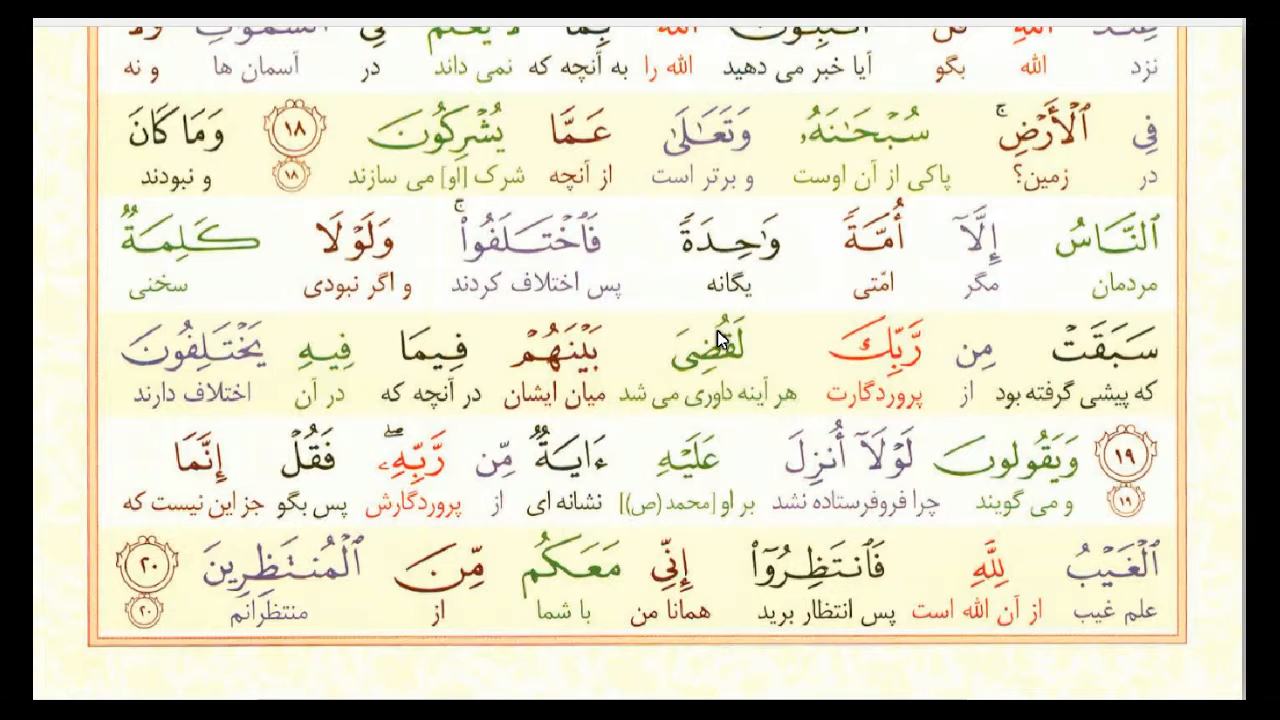 نزد الله بگو آیا خبر می دهید الله را به آنچه که نمی داند در آسمان ها و نه
فِي ٱلْأَرْضِ ۚ سُبْحَـٰنَهُۥ وَتَعَـٰلَىٰ عَمَّا يُشْرِكُونَ ١٨ وَمَا كَانَ
در زمین؟ پاکی از آن اوست و برتر است از آنچه شرک [او] می سازند ١٨ و نبودند
ٱلنَّاسُ إِلَّآ أُمَّةً وَٰحِدَةً فَٱخْتَلَفُوا۟ ۚ وَلَوْلَا كَلِمَةٌ
مردمان مگر امّتی یگانه پس اختلاف کردند و اگر نبودی سخنی
سَبَقَتْ مِن رَّبِّكَ لَقُضِىَ بَيْنَهُمْ فِيمَا فِيهِ يَخْتَلِفُونَ
که پیشی گرفته بود از پروردگارت هر آینه داوری می شد میان ایشان در آنچه که در آن اختلاف دارند
١٩ وَيَقُولُونَ لَوْلَآ أُنزِلَ عَلَيْهِ ءَايَةٌ مِّن رَّبِّهِۦ ۖ فَقُلْ إِنَّمَا
١٩ و می گویند چرا فروفرستاده نشد بر او [محمد (ص)] نشانه ای از پروردگارش پس بگو جز این نیست که
ٱلْغَيْبُ لِلَّهِ فَٱنتَظِرُوٓا۟ إِنِّى مَعَكُم مِّنَ ٱلْمُنتَظِرِينَ ٢٠
علم غیب از آن الله است پس انتظار برید همانا من با شما از منتظرانم ٢٠